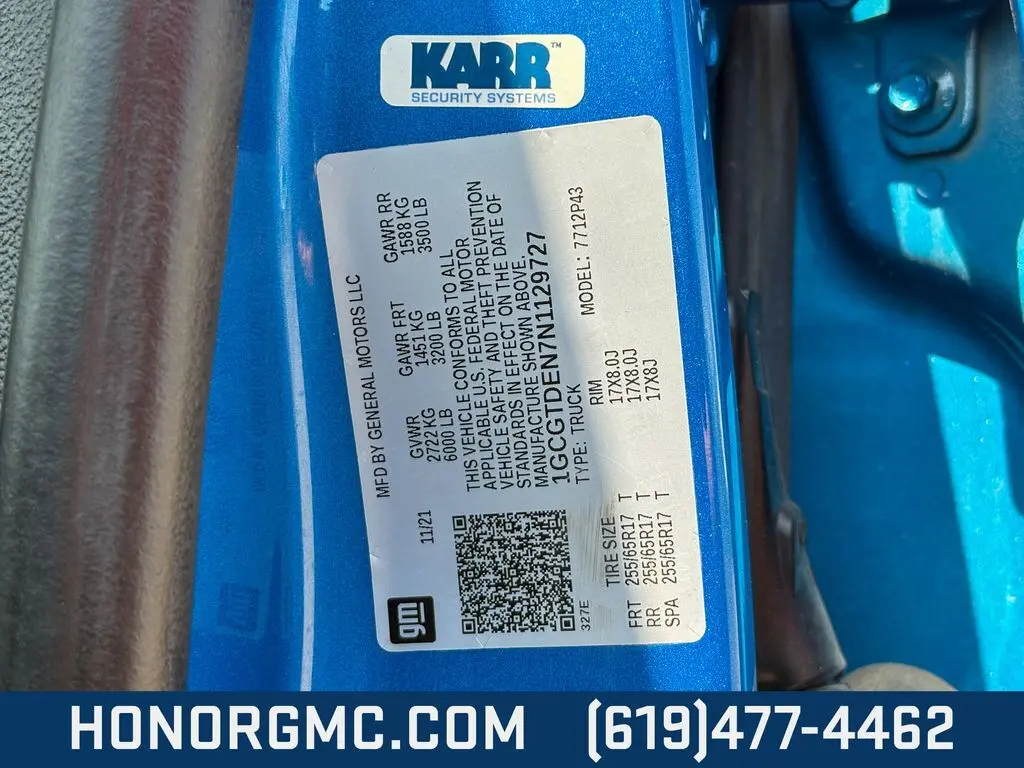 KARR™
SECURITY SYSTEMS
MFD BY GENERAL MOTORS LLC
11/21
GVWR GAWR FRT GAWR RR
2722 KG 1451 KG 1588 KG
6000 LB 3200 LB 3500 LB
THIS VEHICLE CONFORMS TO ALL
APPLICABLE U.S. FEDERAL MOTOR
VEHICLE SAFETY AND THEFT PREVENTION
STANDARDS IN EFFECT ON THE DATE OF
MANUFACTURE SHOWN ABOVE.
1GCGTDEN7N1129727
TYPE: TRUCK MODEL: 7712P43
gm
327E
TIRE SIZE RIM
FRT 255/65R17 T 17X8.0J
RR 255/65R17 T 17X8.0J
SPA 255/65R17 T 17X8J
gm
HONORGMC.COM (619)477-4462